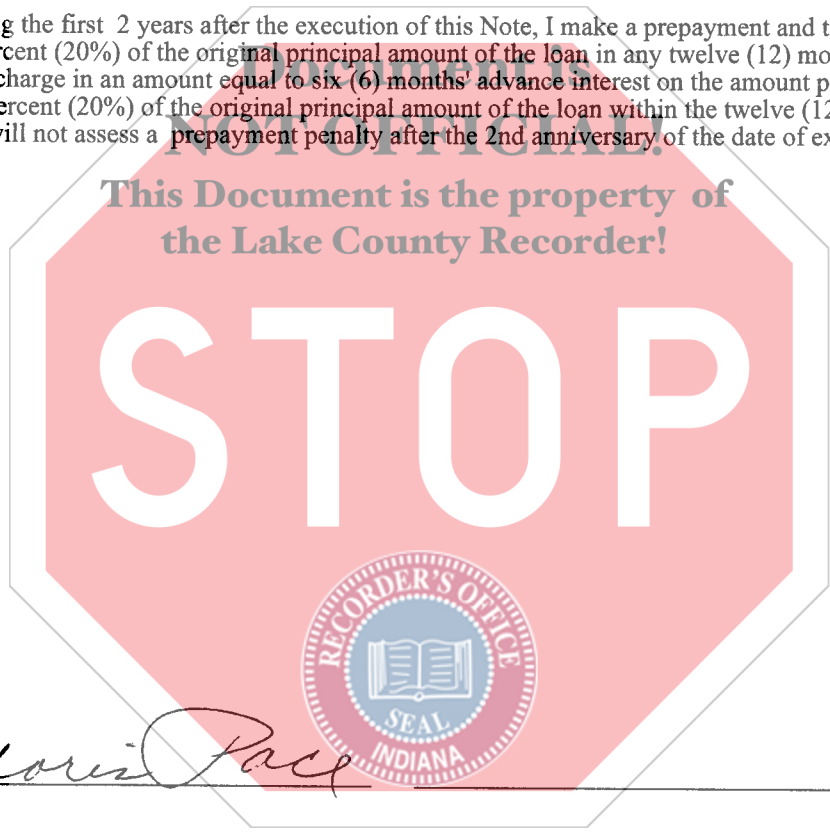 g the first 2 years after the execution of this Note, I make a prepayment and t
rcent (20%) of the original principal amount of the loan in any twelve (12) mo
Document is
charge in an amount equal to six (6) months' advance interest on the amount p
ercent (20%) of the original principal amount of the loan within the twelve (12
NOT OFFICIAL!
vill not assess a prepayment penalty after the 2nd anniversary of the date of ex
This Document is the property of
the Lake County Recorder!
STOP
RECORDER'S OFFICE
SEAL
INDIANA
loris Pace